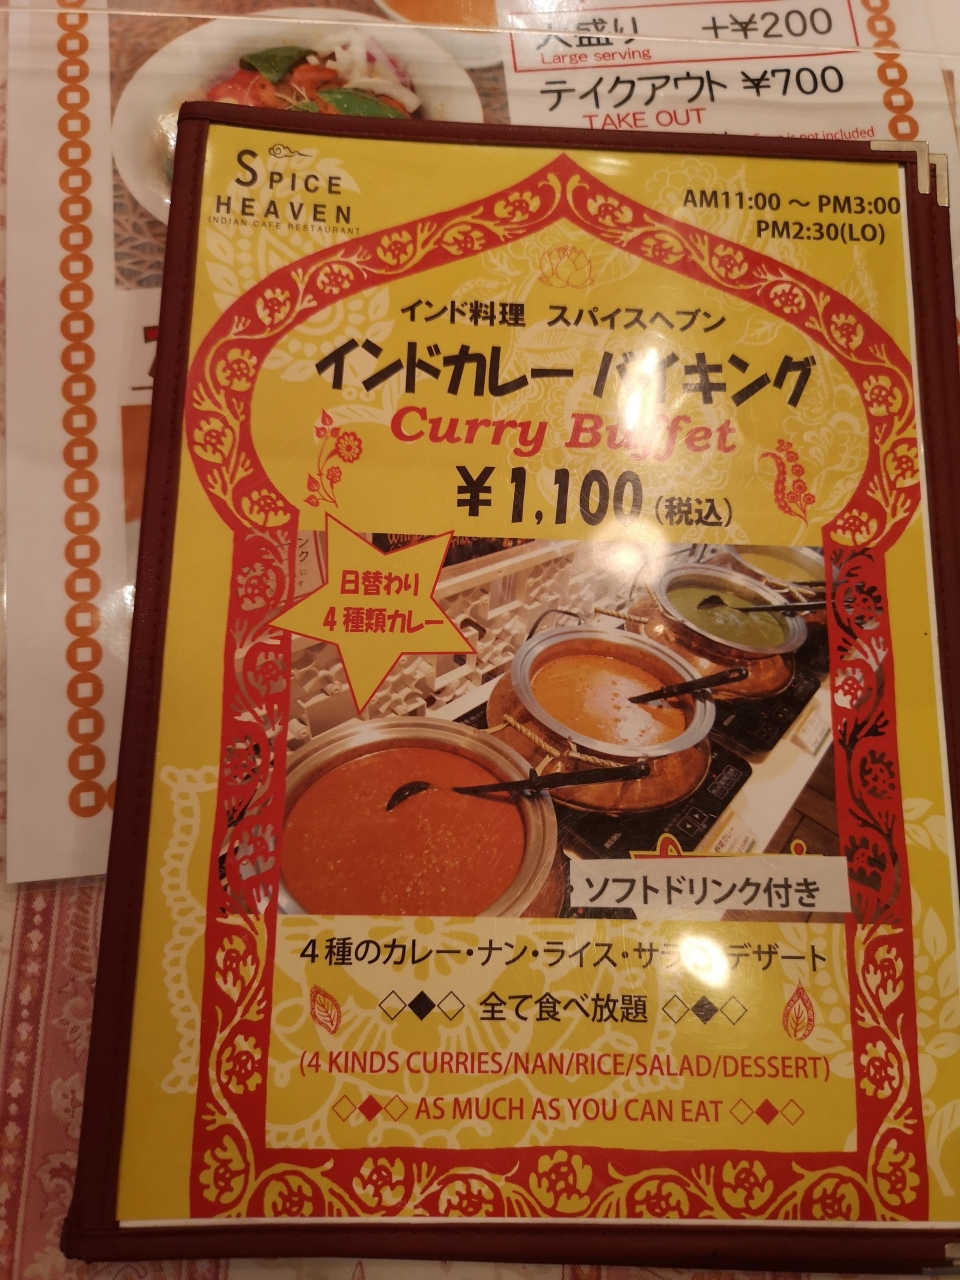 大盛り +¥200
Large serving
テイクアウト ¥700
TAKE OUT
is not included
SPICE
HEAVEN
INDIAN CAFE RESTAURANT
AM11:00 ～ PM3:00
PM2:30(LO)
インド料理 スパイスヘブン
インドカレー バイキング
Curry Buffet
¥1,100 (税込)
日替わり
4種類カレー
ソフトドリンク付き
4種のカレー・ナン・ライス・サラダ・デザート
◇◆◇ 全て食べ放題 ◇◆◇
(4 KINDS CURRIES/NAN/RICE/SALAD/DESSERT)
◇◆◇ AS MUCH AS YOU CAN EAT ◇◆◇